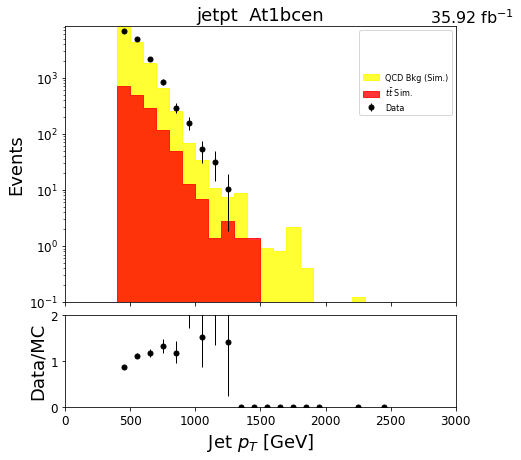 jetpt At1bcen
35.92 fb⁻¹
QCD Bkg (Sim.)
tt̄ Sim.
Data
Events
10³
10²
10¹
10⁰
10⁻¹
Data/MC
2
1
0
0 500 1000 1500 2000 2500 3000
Jet p_T [GeV]